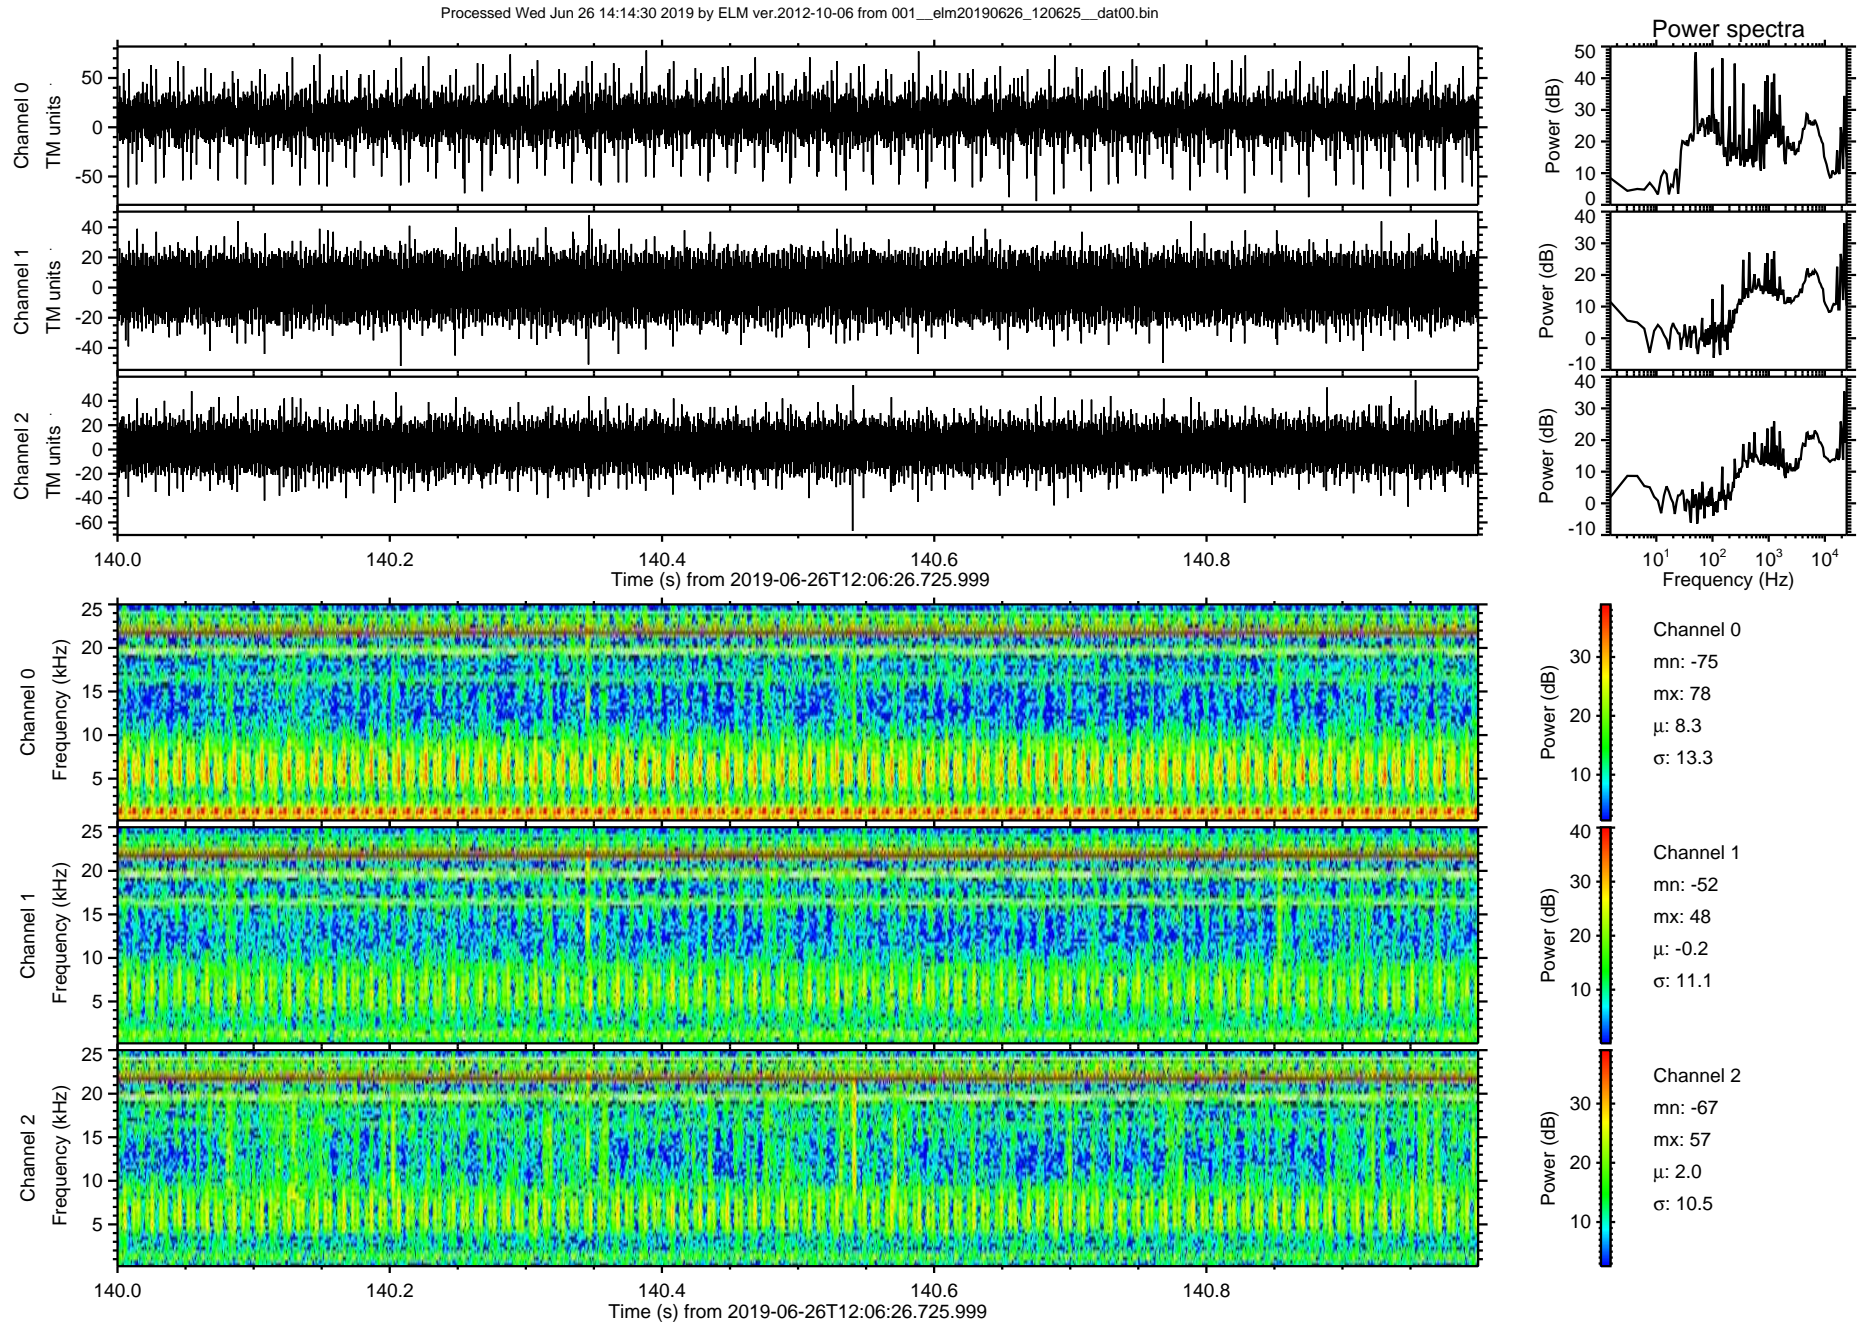 Processed Wed Jun 26 14:14:30 2019 by ELM ver.2012-10-06 from 001__elm20190626_120625__dat00.bin
Power spectra
Channel 0
TM units
50
0
-50
Power (dB)
50
40
30
20
10
0
Channel 1
TM units
40
20
0
-20
-40
Power (dB)
40
30
20
10
0
-10
Channel 2
TM units
40
20
0
-20
-40
-60
Power (dB)
40
30
20
10
0
-10
140.0 140.2 140.4 140.6 140.8
Time (s) from 2019-06-26T12:06:26.725.999
10¹ 10² 10³ 10⁴
Frequency (Hz)
Channel 0
Frequency (kHz)
25
20
15
10
5
Power (dB)
30
20
10
Channel 0
mn: -75
mx: 78
µ: 8.3
σ: 13.3
Channel 1
Frequency (kHz)
25
20
15
10
5
Power (dB)
40
30
20
10
Channel 1
mn: -52
mx: 48
µ: -0.2
σ: 11.1
Channel 2
Frequency (kHz)
25
20
15
10
5
Power (dB)
30
20
10
Channel 2
mn: -67
mx: 57
µ: 2.0
σ: 10.5
140.0 140.2 140.4 140.6 140.8
Time (s) from 2019-06-26T12:06:26.725.999